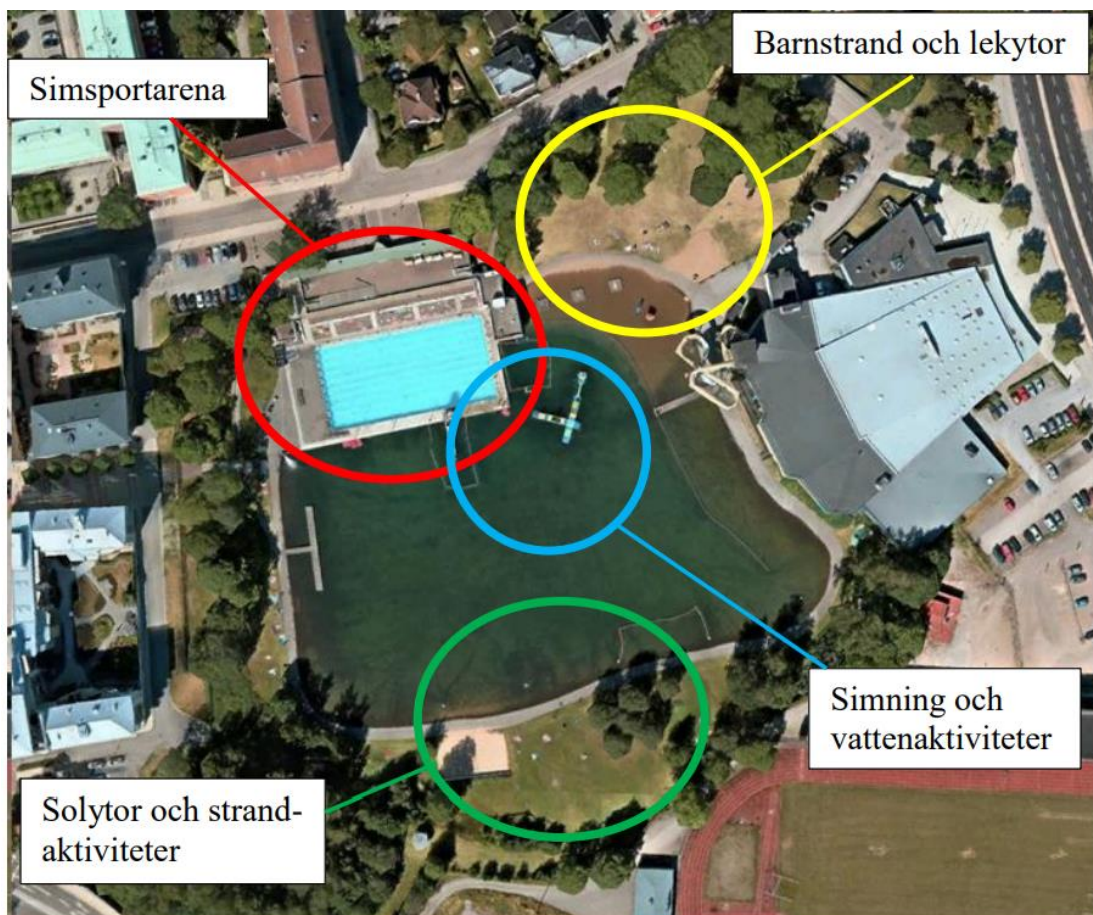 Barnstrand och lekytor
Simsportarena
Simning och
vattenaktiviteter
Solytor och strand-
aktiviteter